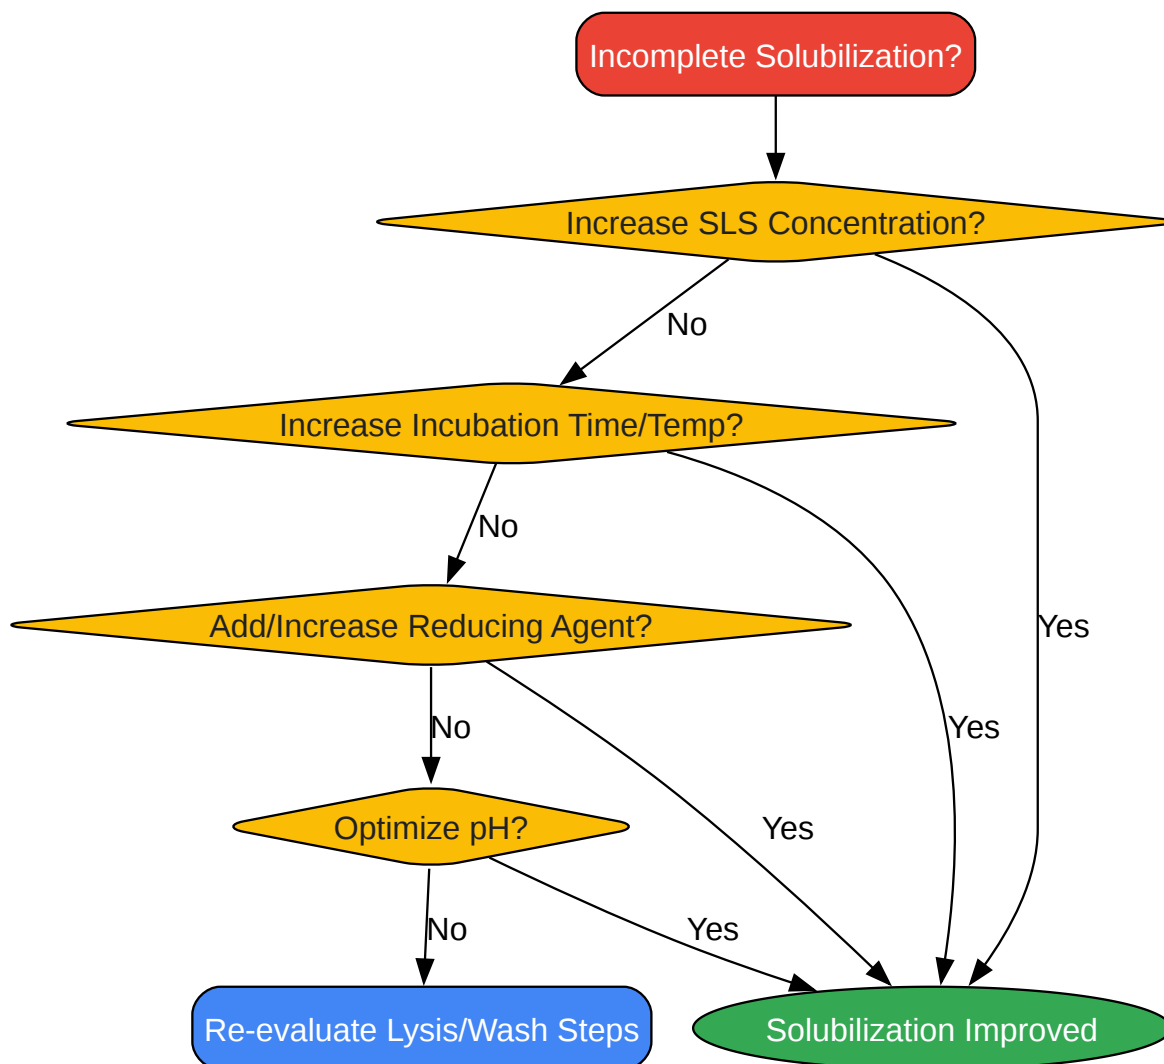 Incomplete Solubilization?
Increase SLS Concentration?
No
Increase Incubation Time/Temp?
No
Add/Increase Reducing Agent?
Yes
No
Yes
Optimize pH?
Yes
No
Yes
Re-evaluate Lysis/Wash Steps
Solubilization Improved